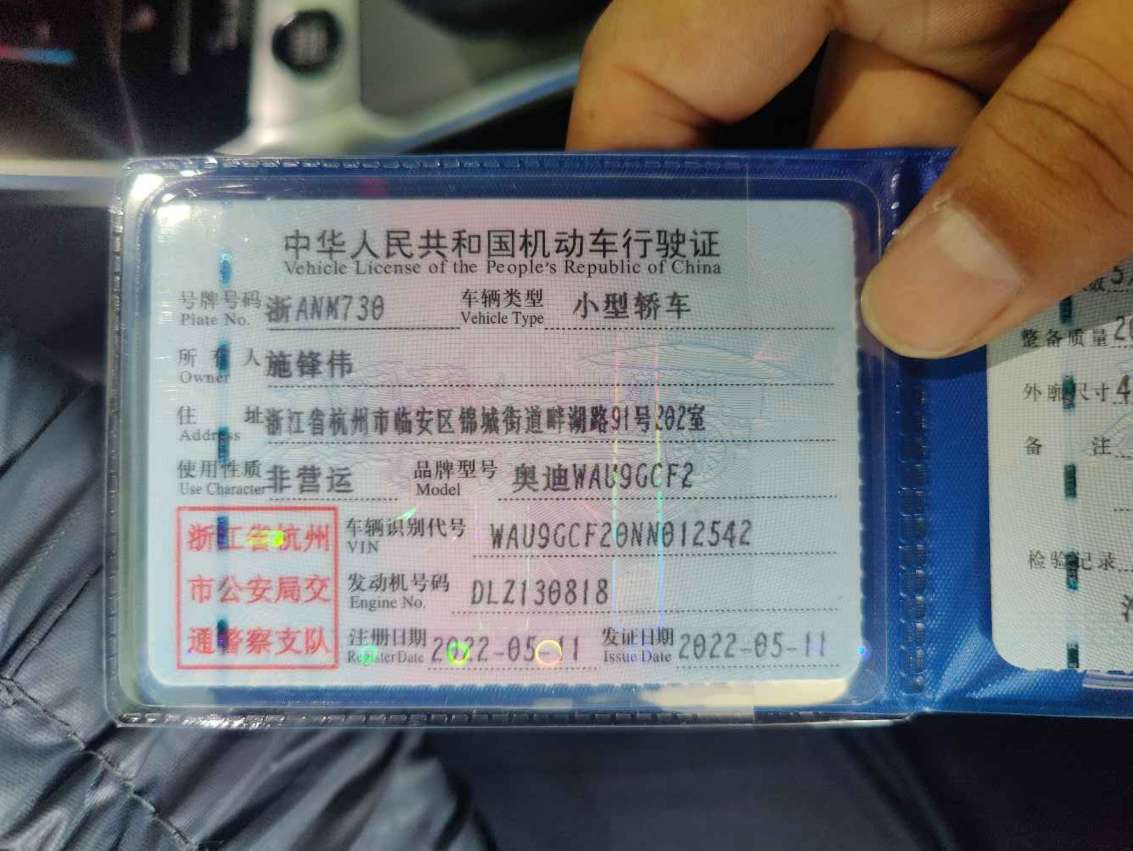 中华人民共和国机动车行驶证
Vehicle License of the People's Republic of China
号牌号码 浙ANM730 车辆类型 小型轿车
Plate No. Vehicle Type
所有人 施锋伟
Owner
住址 浙江省杭州市临安区锦城街道畔湖路91号202室
Address
使用性质 非营运 品牌型号 奥迪WAU9GCF2
Use Character Model
浙江省杭州
市公安局交
通警察支队
车辆识别代号 WAU9GCF20NN012542
VIN
发动机号码 DLZ130818
Engine No.
注册日期 2022-05-11 发证日期 2022-05-11
Register Date Issue Date
整备质量
外廓尺寸
备注
检验记录